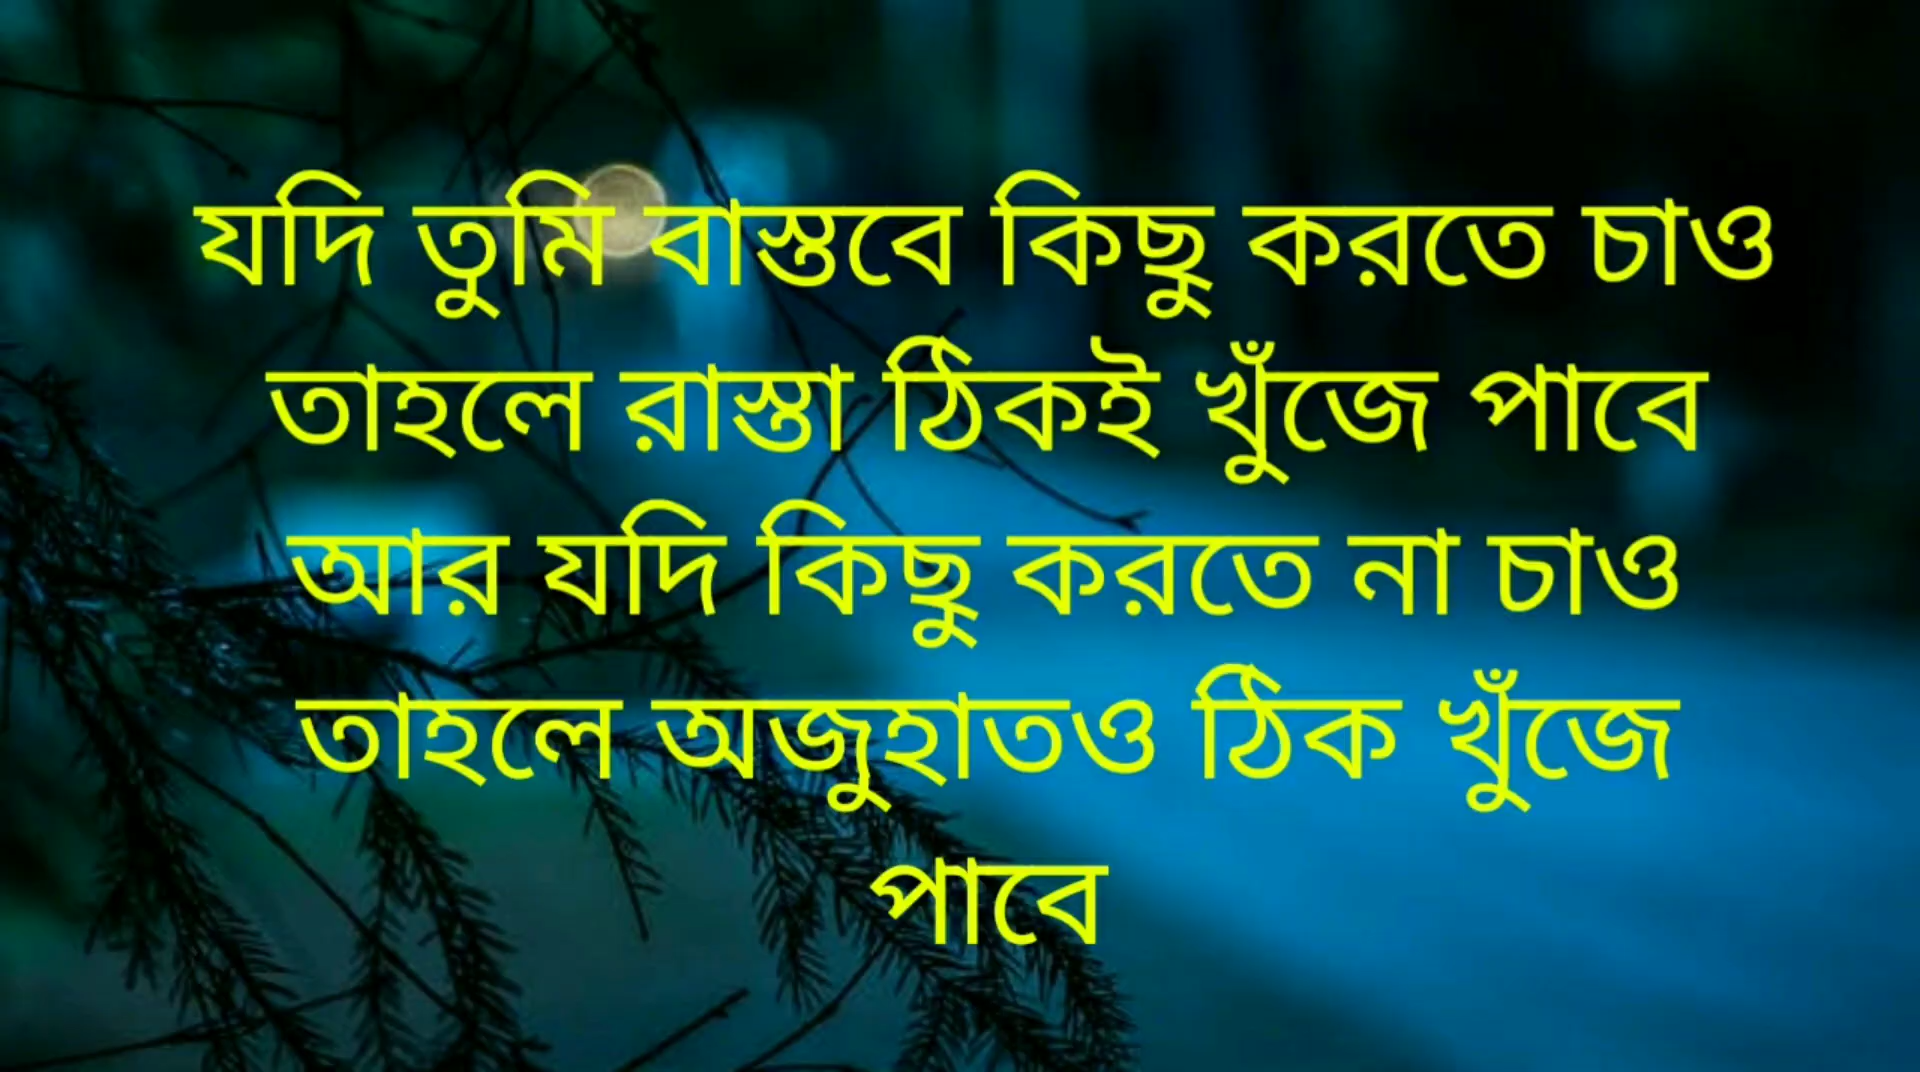 যদি তুমি বাস্তবে কিছু করতে চাও
তাহলে রাস্তা ঠিকই খুঁজে পাবে
আর যদি কিছু করতে না চাও
তাহলে অজুহাতও ঠিক খুঁজে
পাবে